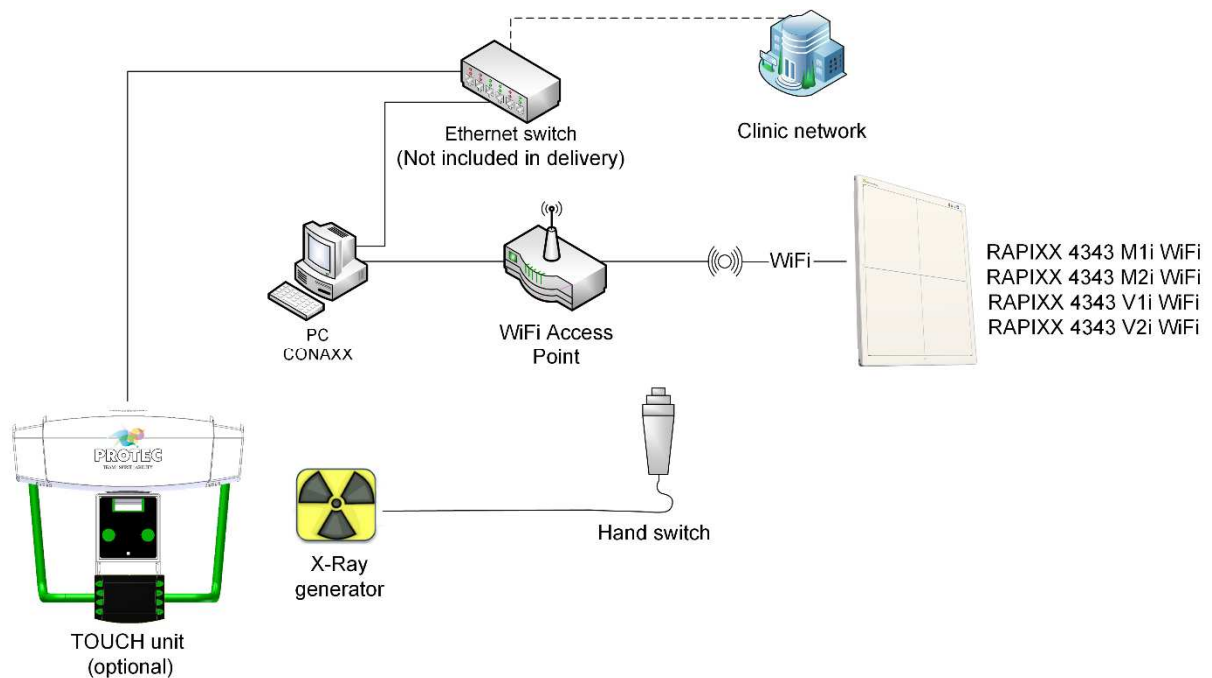 Ethernet switch
(Not included in delivery)
Clinic network
PC
CONAXX
WiFi Access
Point
WiFi
RAPIXX 4343 M1i WiFi
RAPIXX 4343 M2i WiFi
RAPIXX 4343 V1i WiFi
RAPIXX 4343 V2i WiFi
PROTEC
X-Ray
generator
Hand switch
TOUCH unit
(optional)